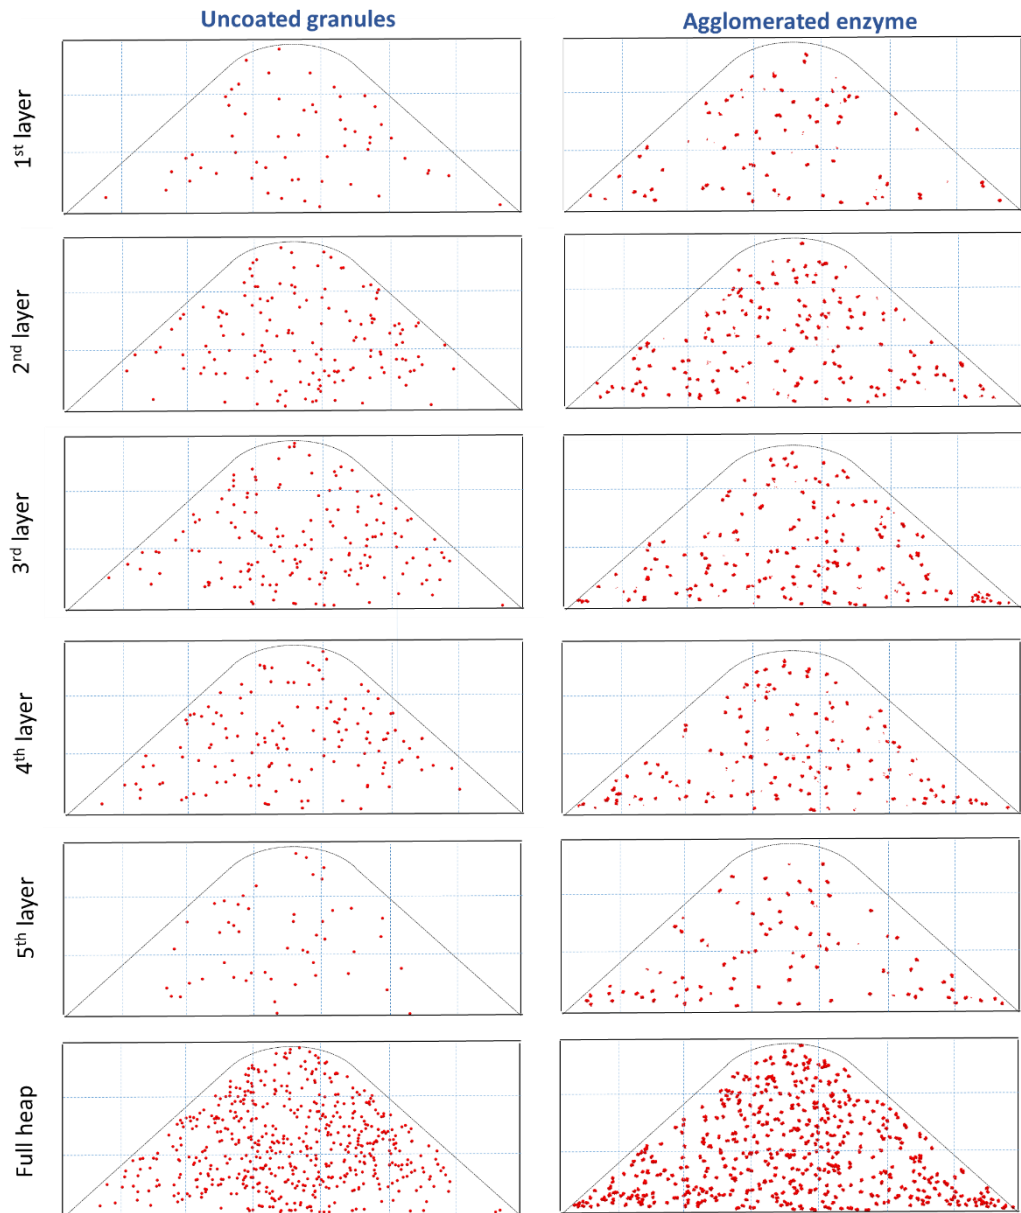 Uncoated granules
Agglomerated enzyme
1st layer
2nd layer
3rd layer
4th layer
5th layer
Full heap